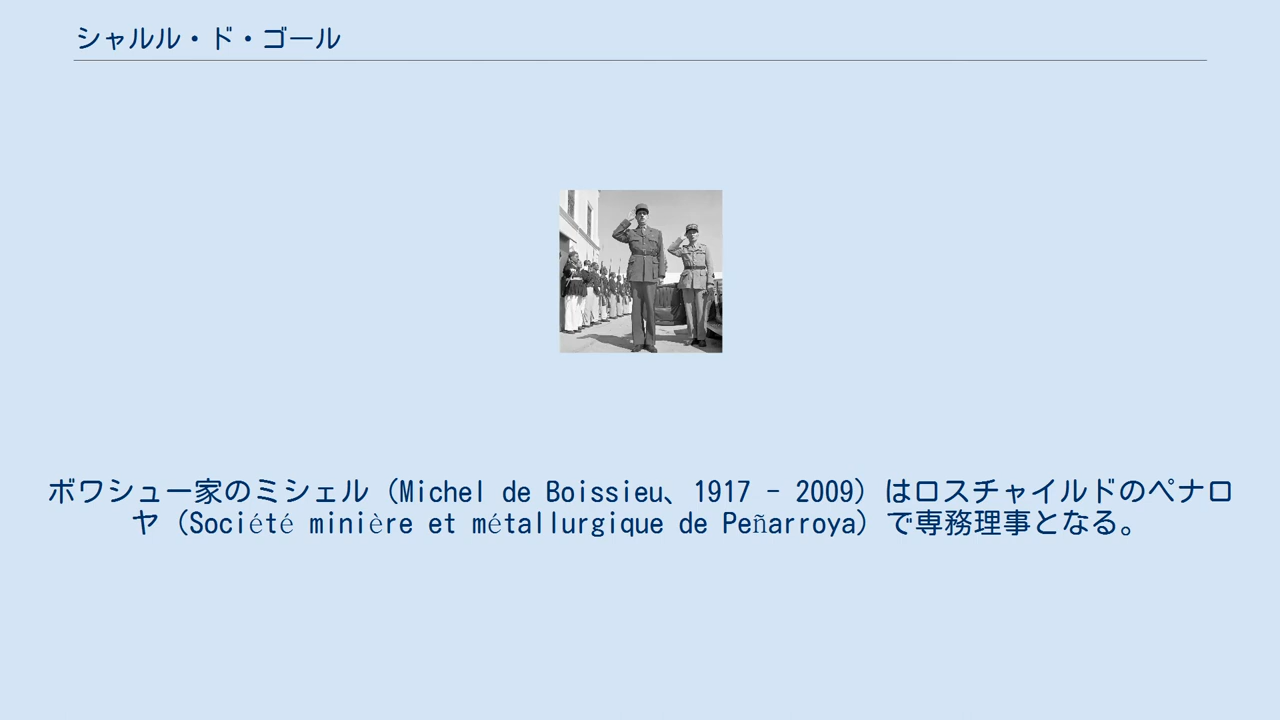 シャルル・ド・ゴール
ボワシュー家のミシェル（Michel de Boissieu、1917 - 2009）はロスチャイルドのペナロ
ヤ（Société minière et métallurgique de Peñarroya）で専務理事となる。